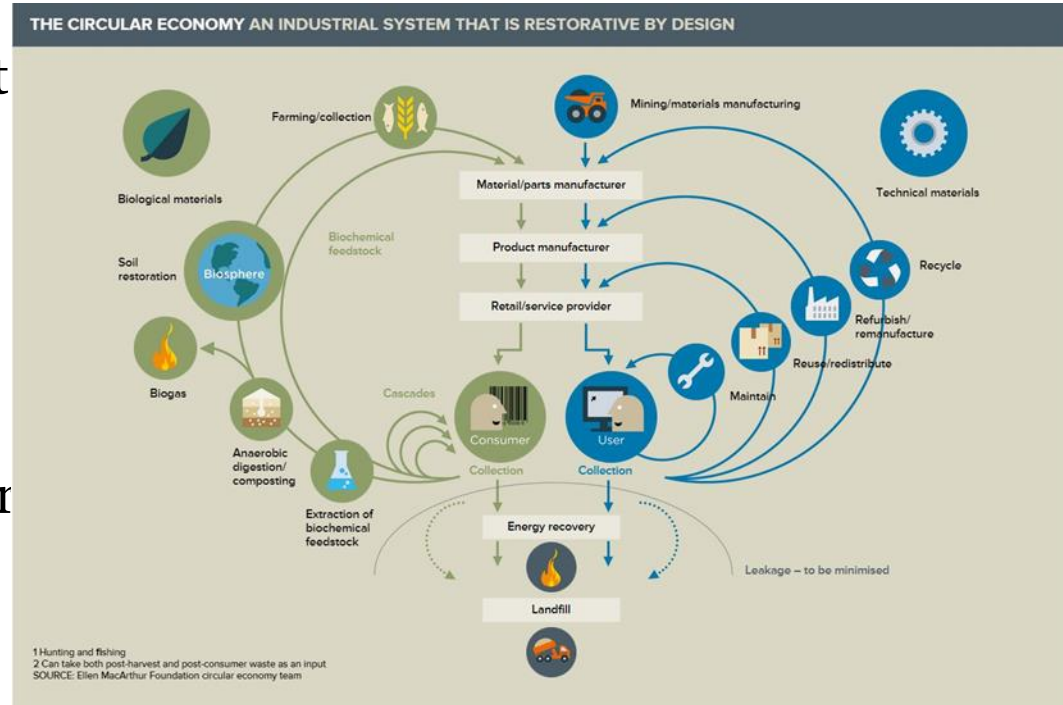 THE CIRCULAR ECONOMY AN INDUSTRIAL SYSTEM THAT IS RESTORATIVE BY DESIGN
t
Farming/collection
Mining/materials manufacturing
Biological materials
Technical materials
Material/parts manufacturer
Biochemical
feedstock
Product manufacturer
Soil
restoration
Biosphere
Recycle
Retail/service provider
Refurbish/
remanufacture
Reuse/redistribute
Biogas
Cascades
Maintain
Consumer
User
Anaerobic
digestion/
composting
Collection
Collection
Extraction of
biochemical
feedstock
Energy recovery
Leakage – to be minimised
Landfill
1 Hunting and fishing
2 Can take both post-harvest and post-consumer waste as an input
SOURCE: Ellen MacArthur Foundation circular economy team